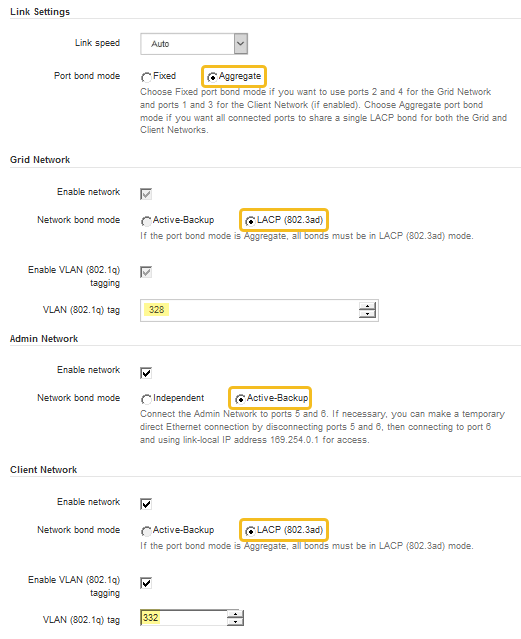 Link Settings
Link speed
Auto
Port bond mode
Fixed
Aggregate
Choose Fixed port bond mode if you want to use ports 2 and 4 for the Grid Network
and ports 1 and 3 for the Client Network (if enabled). Choose Aggregate port bond
mode if you want all connected ports to share a single LACP bond for both the Grid and
Client Networks.
Grid Network
Enable network
Network bond mode
Active-Backup
LACP (802.3ad)
If the port bond mode is Aggregate, all bonds must be in LACP (802.3ad) mode.
Enable VLAN (802.1q)
tagging
VLAN (802.1q) tag
328
Admin Network
Enable network
Network bond mode
Independent
Active-Backup
Connect the Admin Network to ports 5 and 6. If necessary, you can make a temporary
direct Ethernet connection by disconnecting ports 5 and 6, then connecting to port 6
and using link-local IP address 169.254.0.1 for access.
Client Network
Enable network
Network bond mode
Active-Backup
LACP (802.3ad)
If the port bond mode is Aggregate, all bonds must be in LACP (802.3ad) mode.
Enable VLAN (802.1q)
tagging
VLAN (802.1q) tag
332